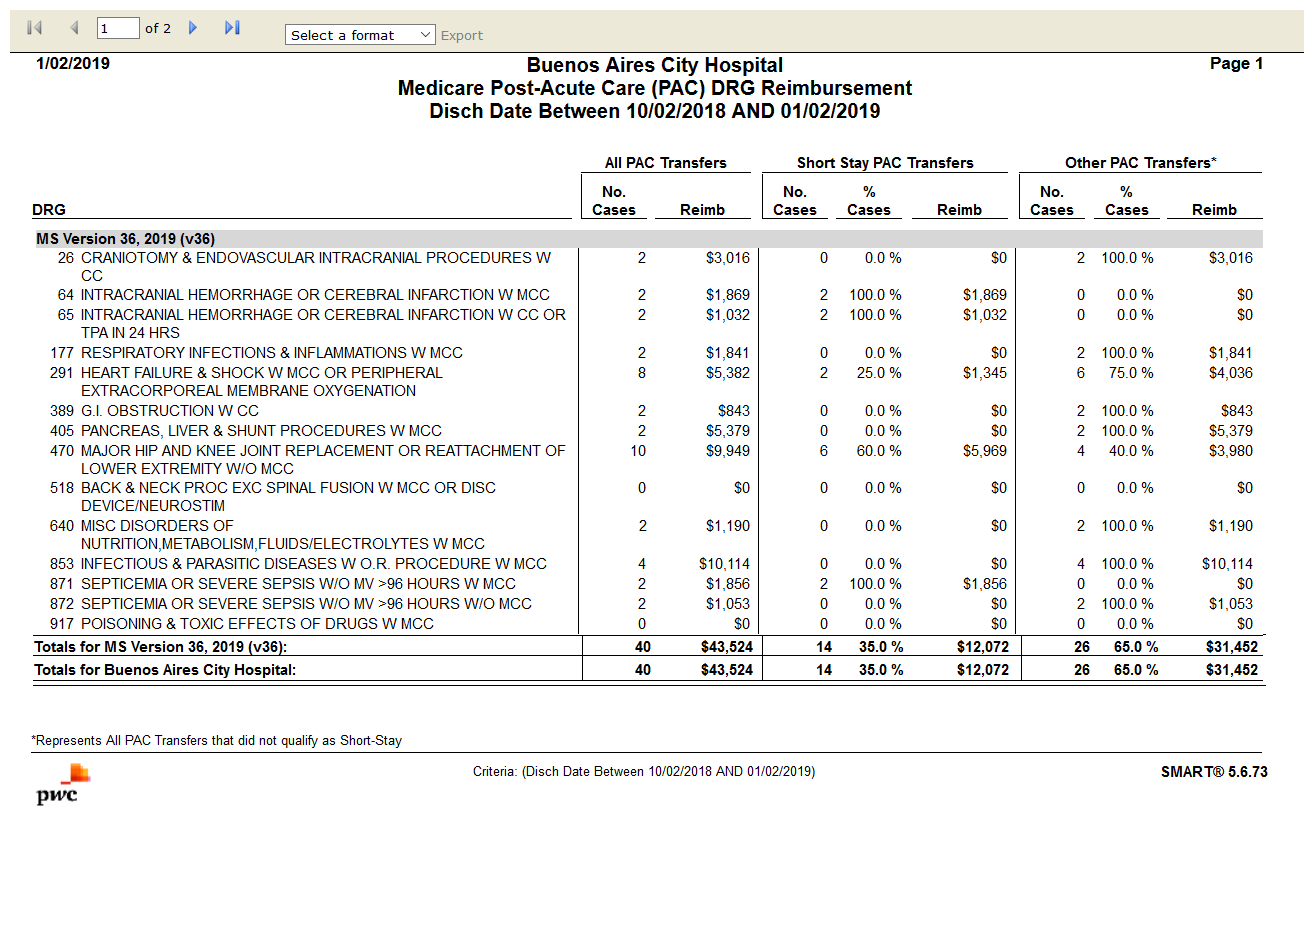 1 of 2 Select a format Export
1/02/2019 Buenos Aires City Hospital Page 1
Medicare Post-Acute Care (PAC) DRG Reimbursement
Disch Date Between 10/02/2018 AND 01/02/2019
All PAC Transfers Short Stay PAC Transfers Other PAC Transfers*
No. No. % No. %
DRG Cases Reimb Cases Cases Reimb Cases Cases Reimb
MS Version 36, 2019 (v36)
26 CRANIOTOMY & ENDOVASCULAR INTRACRANIAL PROCEDURES W 2 $3,016 0 0.0 % $0 2 100.0 % $3,016
CC
64 INTRACRANIAL HEMORRHAGE OR CEREBRAL INFARCTION W MCC 2 $1,869 2 100.0 % $1,869 0 0.0 % $0
65 INTRACRANIAL HEMORRHAGE OR CEREBRAL INFARCTION W CC OR 2 $1,032 2 100.0 % $1,032 0 0.0 % $0
TPA IN 24 HRS
177 RESPIRATORY INFECTIONS & INFLAMMATIONS W MCC 2 $1,841 0 0.0 % $0 2 100.0 % $1,841
291 HEART FAILURE & SHOCK W MCC OR PERIPHERAL 8 $5,382 2 25.0 % $1,345 6 75.0 % $4,036
EXTRACORPOREAL MEMBRANE OXYGENATION
389 G.I. OBSTRUCTION W CC 2 $843 0 0.0 % $0 2 100.0 % $843
405 PANCREAS, LIVER & SHUNT PROCEDURES W MCC 2 $5,379 0 0.0 % $0 2 100.0 % $5,379
470 MAJOR HIP AND KNEE JOINT REPLACEMENT OR REATTACHMENT OF 10 $9,949 6 60.0 % $5,969 4 40.0 % $3,980
LOWER EXTREMITY W/O MCC
518 BACK & NECK PROC EXC SPINAL FUSION W MCC OR DISC 0 $0 0 0.0 % $0 0 0.0 % $0
DEVICE/NEUROSTIM
640 MISC DISORDERS OF 2 $1,190 0 0.0 % $0 2 100.0 % $1,190
NUTRITION,METABOLISM,FLUIDS/ELECTROLYTES W MCC
853 INFECTIOUS & PARASITIC DISEASES W O.R. PROCEDURE W MCC 4 $10,114 0 0.0 % $0 4 100.0 % $10,114
871 SEPTICEMIA OR SEVERE SEPSIS W/O MV >96 HOURS W MCC 2 $1,856 2 100.0 % $1,856 0 0.0 % $0
872 SEPTICEMIA OR SEVERE SEPSIS W/O MV >96 HOURS W/O MCC 2 $1,053 0 0.0 % $0 2 100.0 % $1,053
917 POISONING & TOXIC EFFECTS OF DRUGS W MCC 0 $0 0 0.0 % $0 0 0.0 % $0
Totals for MS Version 36, 2019 (v36): 40 $43,524 14 35.0 % $12,072 26 65.0 % $31,452
Totals for Buenos Aires City Hospital: 40 $43,524 14 35.0 % $12,072 26 65.0 % $31,452
*Represents All PAC Transfers that did not qualify as Short-Stay
Criteria: (Disch Date Between 10/02/2018 AND 01/02/2019) SMART® 5.6.73
pwc